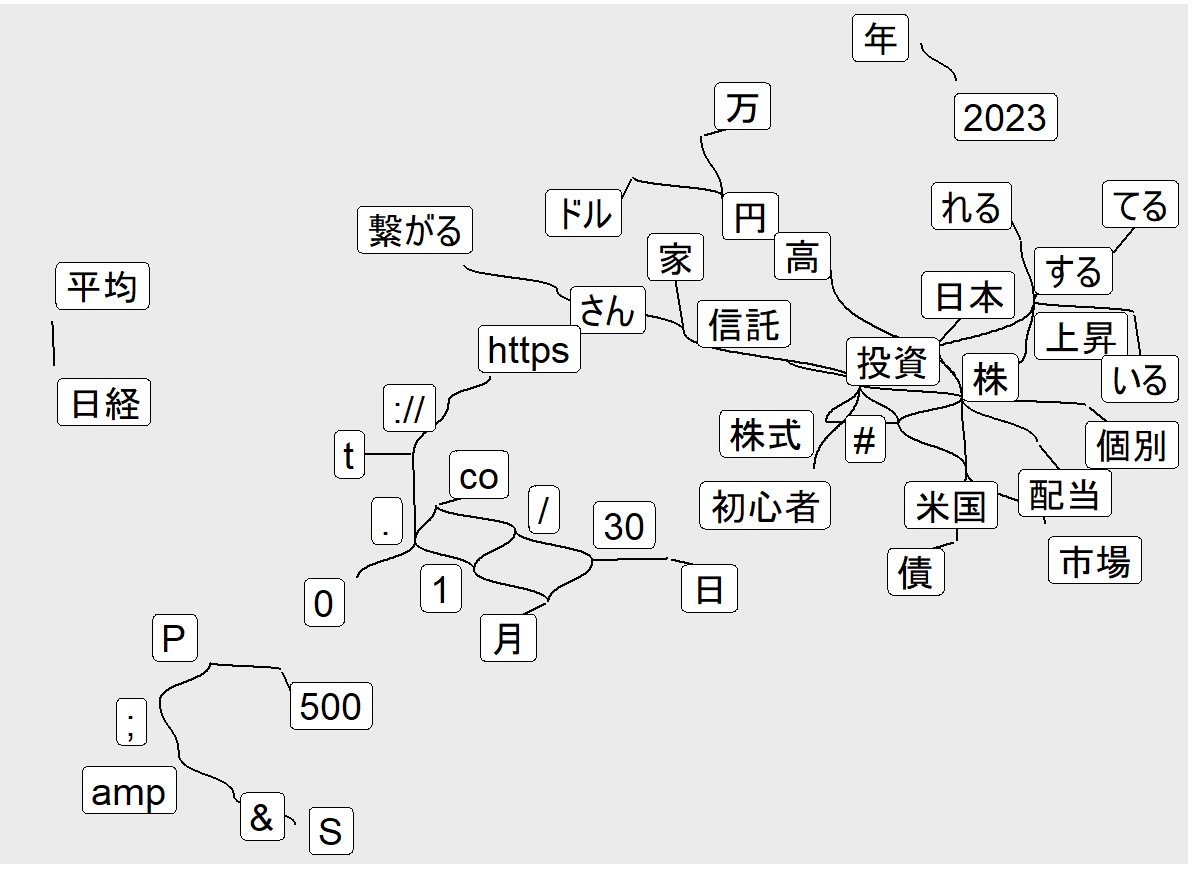 年
2023
万
ドル
円
れる
てる
繋がる
家
高
する
平均
日本
さん
信託
上昇
https
投資
株
いる
日経
://
株式
#
個別
t
co
初心者
米国
配当
.
/
30
市場
0
1
日
債
P
月
;
500
amp
&
S